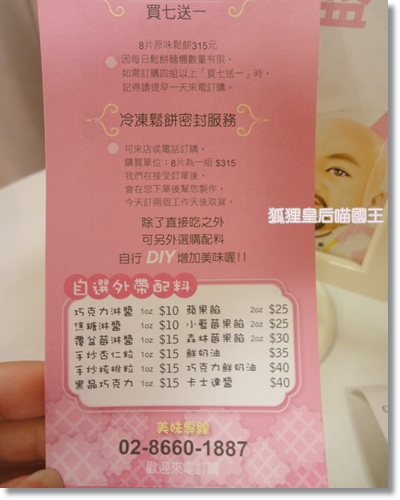 買七送一
8片原味鬆餅315元
因每日鬆餅麵糰數量有限，
如需訂購四組以上「買七送一」時，
記得請提早一天來電訂購。
冷凍鬆餅密封服務
可來店或電話訂購。
購買單位：8片為一組 $315
我們在接受訂單後，
會在您下單後幫您製作，
今天訂兩個工作天後取貨。
狐狸皇后喵國王
除了直接吃之外
可另外選購配料
自行 DIY 增加美味喔!!
自選外帶配料
巧克力淋醬 1oz $10 蘋果餡 2oz $25
焦糖淋醬 1oz $10 小藍莓果餡 2oz $25
覆盆莓淋醬 1oz $15 森林莓果餡 2oz $30
手炒杏仁粒 1oz $15 鮮奶油 $35
手炒核桃粒 1oz $15 巧克力鮮奶油 $40
黑晶巧克力 1oz $15 卡士達醬 $40
美味專線
02-8660-1887
歡迎來電訂購